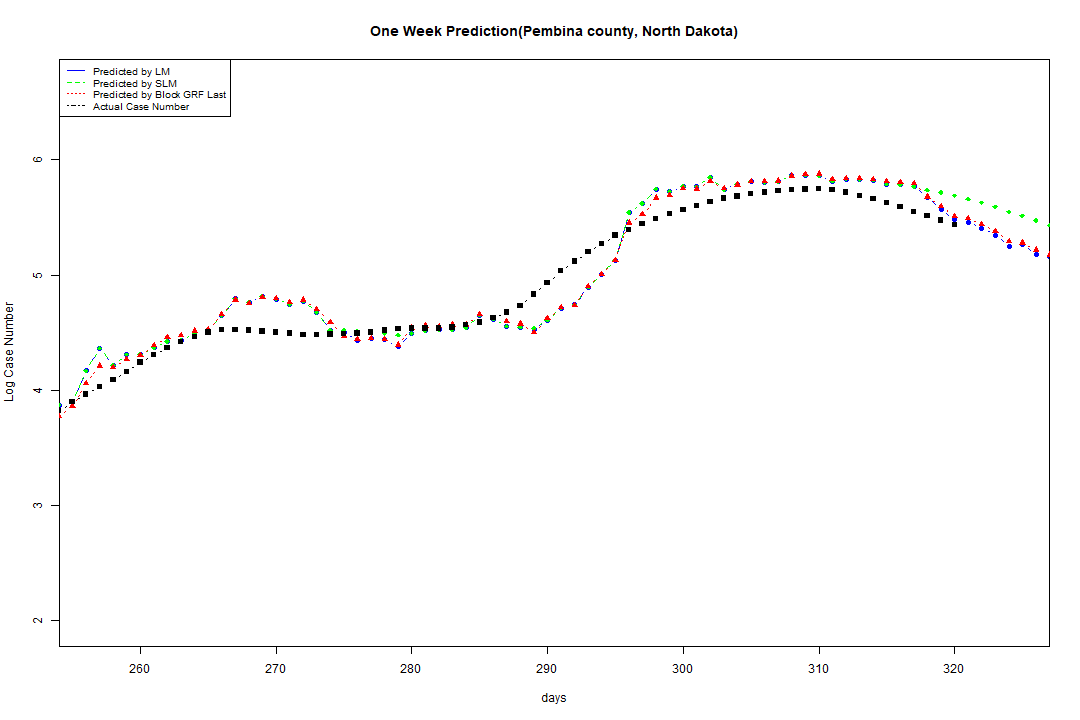 One Week Prediction(Pembina county, North Dakota)
Predicted by LM
Predicted by SLM
Predicted by Block GRF Last
Actual Case Number
6
5
4
3
2
Log Case Number
260 270 280 290 300 310 320
days